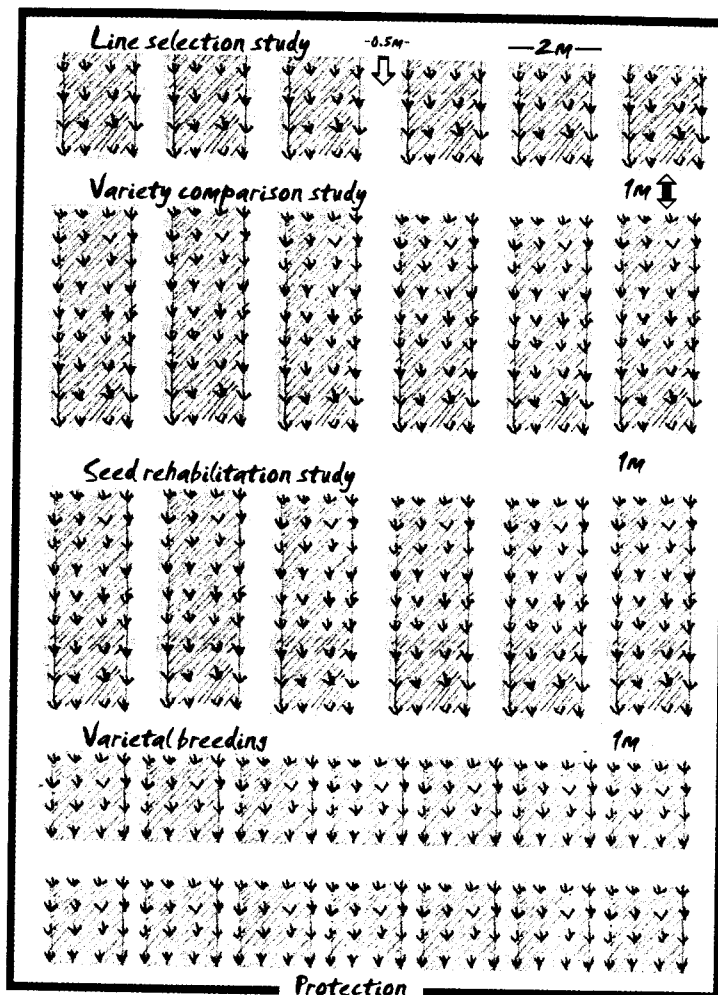 Line selection study -0.5M- —2M—
Variety comparison study 1M
Seed rehabilitation study 1M
Varietal breeding 1M
Protection